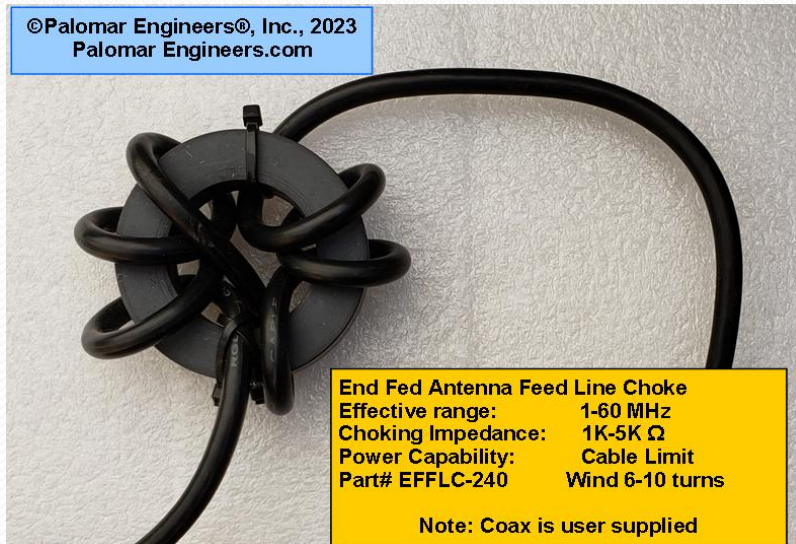 ©Palomar Engineers®, Inc., 2023
Palomar Engineers.com
End Fed Antenna Feed Line Choke
Effective range: 1-60 MHz
Choking Impedance: 1K-5K Ω
Power Capability: Cable Limit
Part# EFFLC-240 Wind 6-10 turns
Note: Coax is user supplied